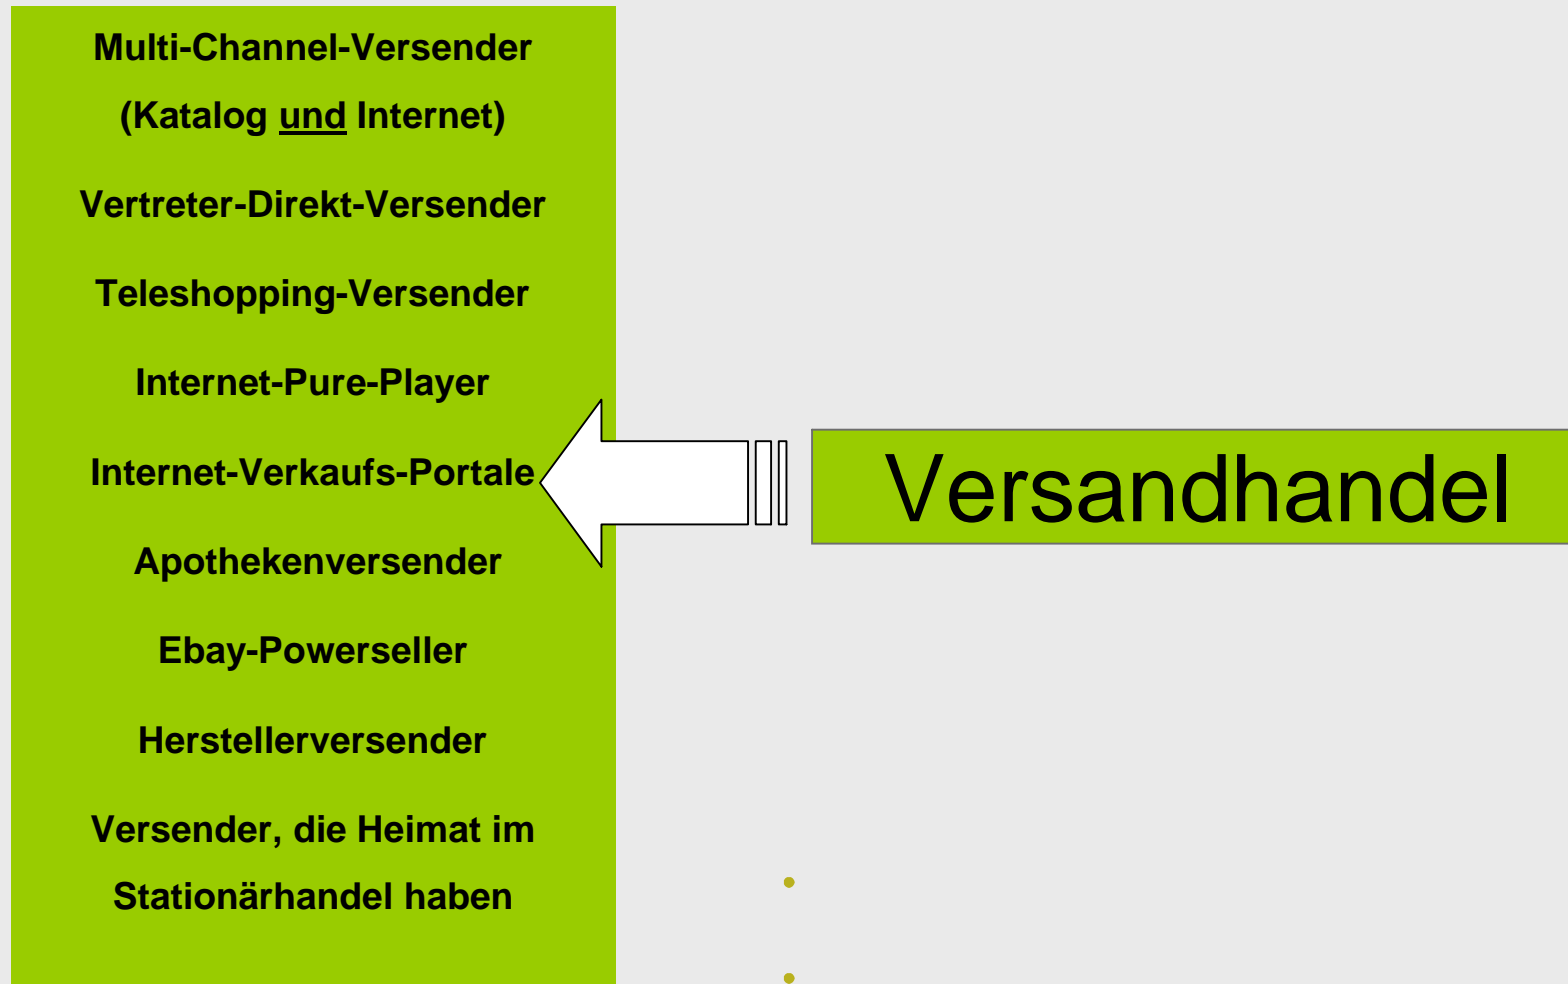 Multi-Channel-Versender
(Katalog und Internet)
Vertreter-Direkt-Versender
Teleshopping-Versender
Internet-Pure-Player
Internet-Verkaufs-Portale
Apothekenversender
Ebay-Powerseller
Herstellerversender
Versender, die Heimat im
Stationärhandel haben
Versandhandel